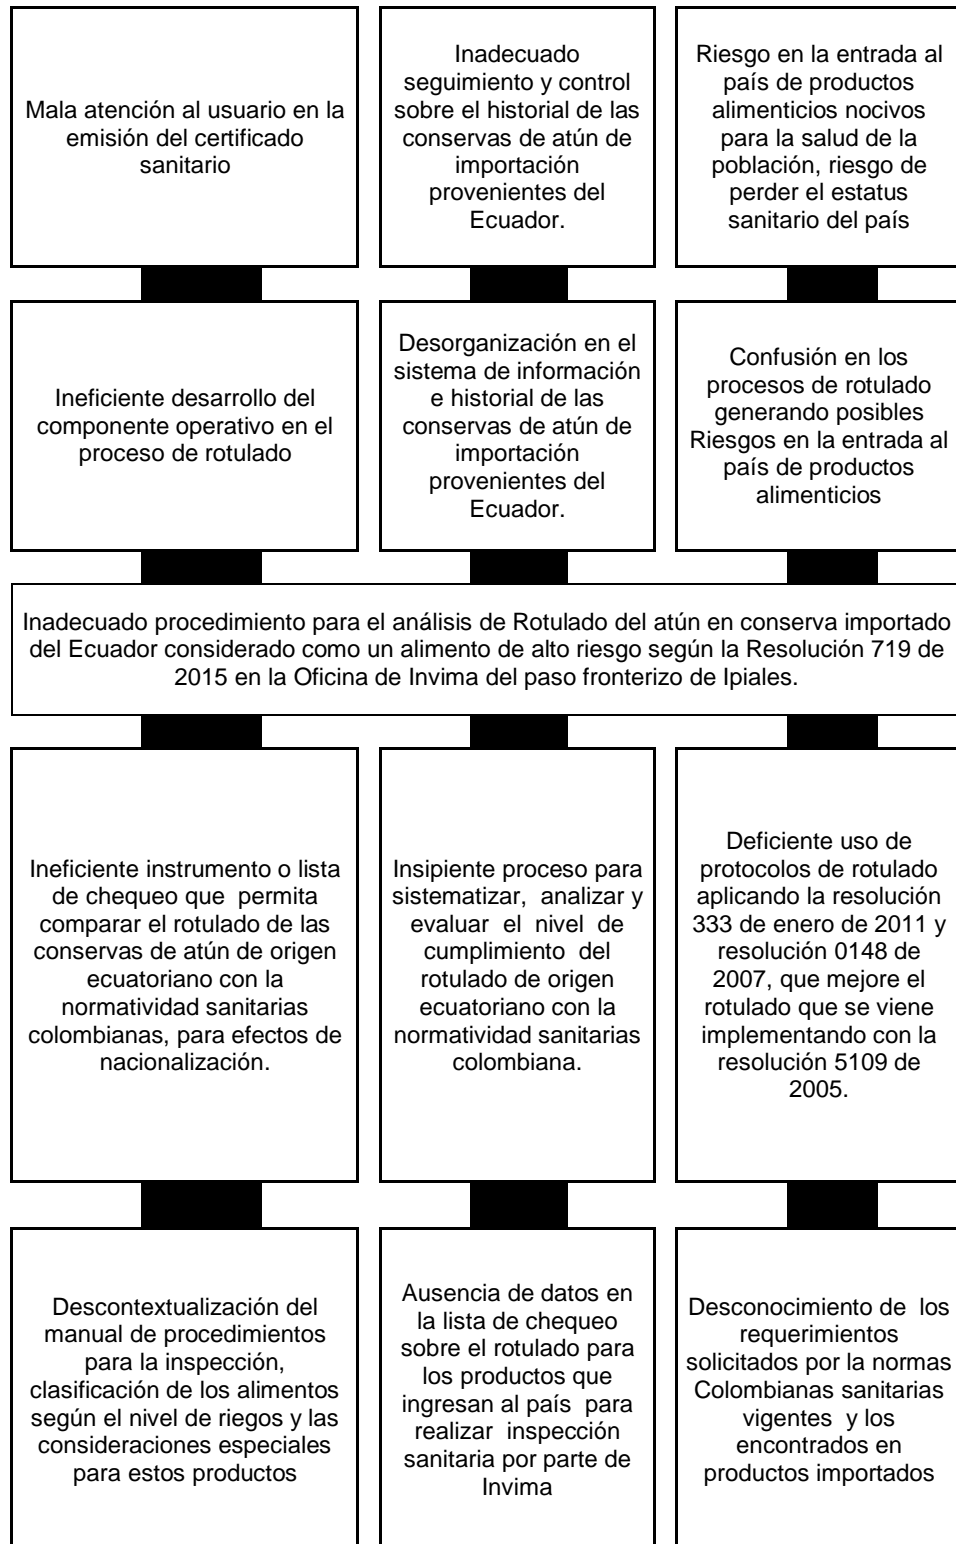 Mala atención al usuario en la
emisión del certificado
sanitario
Inadecuado
seguimiento y control
sobre el historial de las
conservas de atún de
importación
provenientes del
Ecuador.
Riesgo en la entrada al
país de productos
alimenticios nocivos
para la salud de la
población, riesgo de
perder el estatus
sanitario del país
Ineficiente desarrollo del
componente operativo en el
proceso de rotulado
Desorganización en el
sistema de información
e historial de las
conservas de atún de
importación
provenientes del
Ecuador.
Confusión en los
procesos de rotulado
generando posibles
Riesgos en la entrada al
país de productos
alimenticios
Inadecuado procedimiento para el análisis de Rotulado del atún en conserva importado
del Ecuador considerado como un alimento de alto riesgo según la Resolución 719 de
2015 en la Oficina de Invima del paso fronterizo de Ipiales.
Ineficiente instrumento o lista
de chequeo que permita
comparar el rotulado de las
conservas de atún de origen
ecuatoriano con la
normatividad sanitarias
colombianas, para efectos de
nacionalización.
Insipiente proceso para
sistematizar, analizar y
evaluar el nivel de
cumplimiento del
rotulado de origen
ecuatoriano con la
normatividad sanitarias
colombiana.
Deficiente uso de
protocolos de rotulado
aplicando la resolución
333 de enero de 2011 y
resolución 0148 de
2007, que mejore el
rotulado que se viene
implementando con la
resolución 5109 de
2005.
Descontextualización del
manual de procedimientos
para la inspección,
clasificación de los alimentos
según el nivel de riegos y las
consideraciones especiales
para estos productos
Ausencia de datos en
la lista de chequeo
sobre el rotulado para
los productos que
ingresan al país para
realizar inspección
sanitaria por parte de
Invima
Desconocimiento de los
requerimientos
solicitados por la normas
Colombianas sanitarias
vigentes y los
encontrados en
productos importados